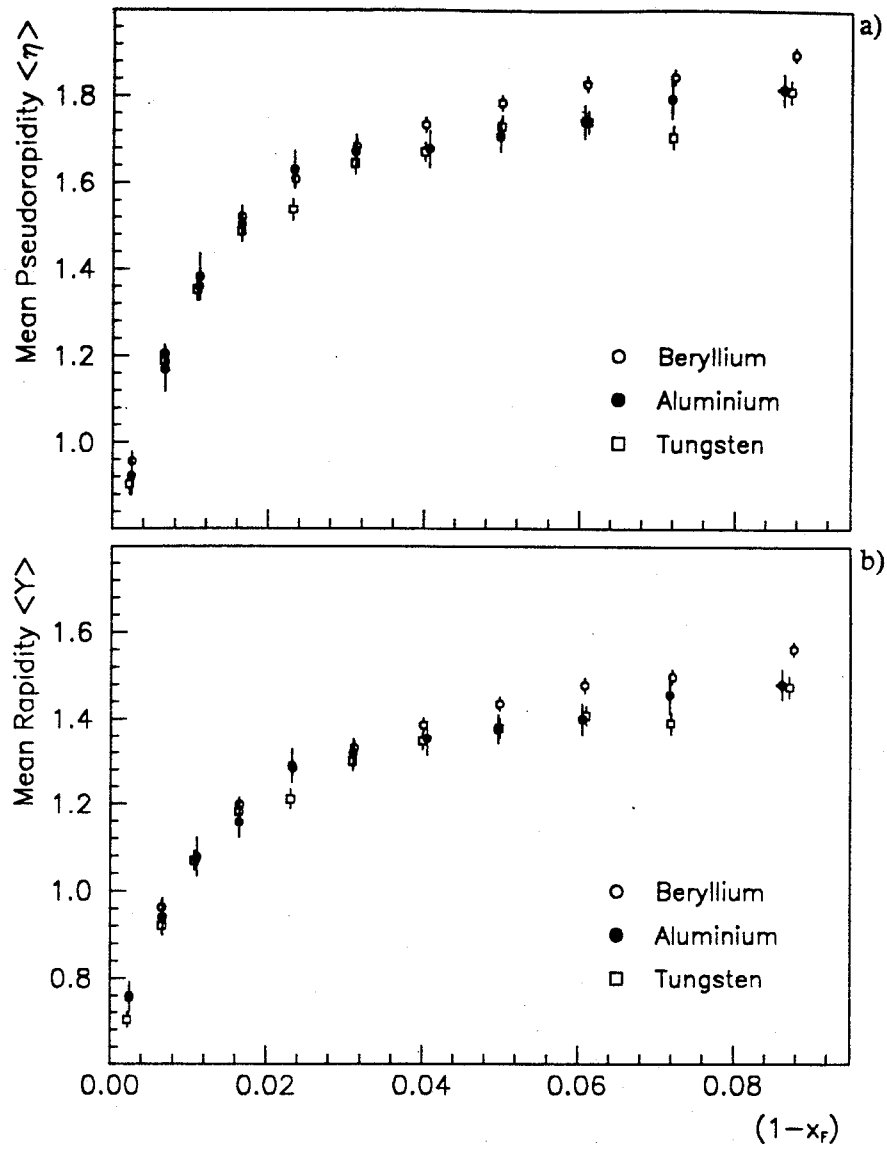 a)
Mean Pseudorapidity <η>
1.8
1.6
1.4
1.2
1.0
Beryllium
Aluminium
Tungsten
b)
Mean Rapidity <Y>
1.6
1.4
1.2
1.0
0.8
Beryllium
Aluminium
Tungsten
0.00 0.02 0.04 0.06 0.08
(1-x_F)